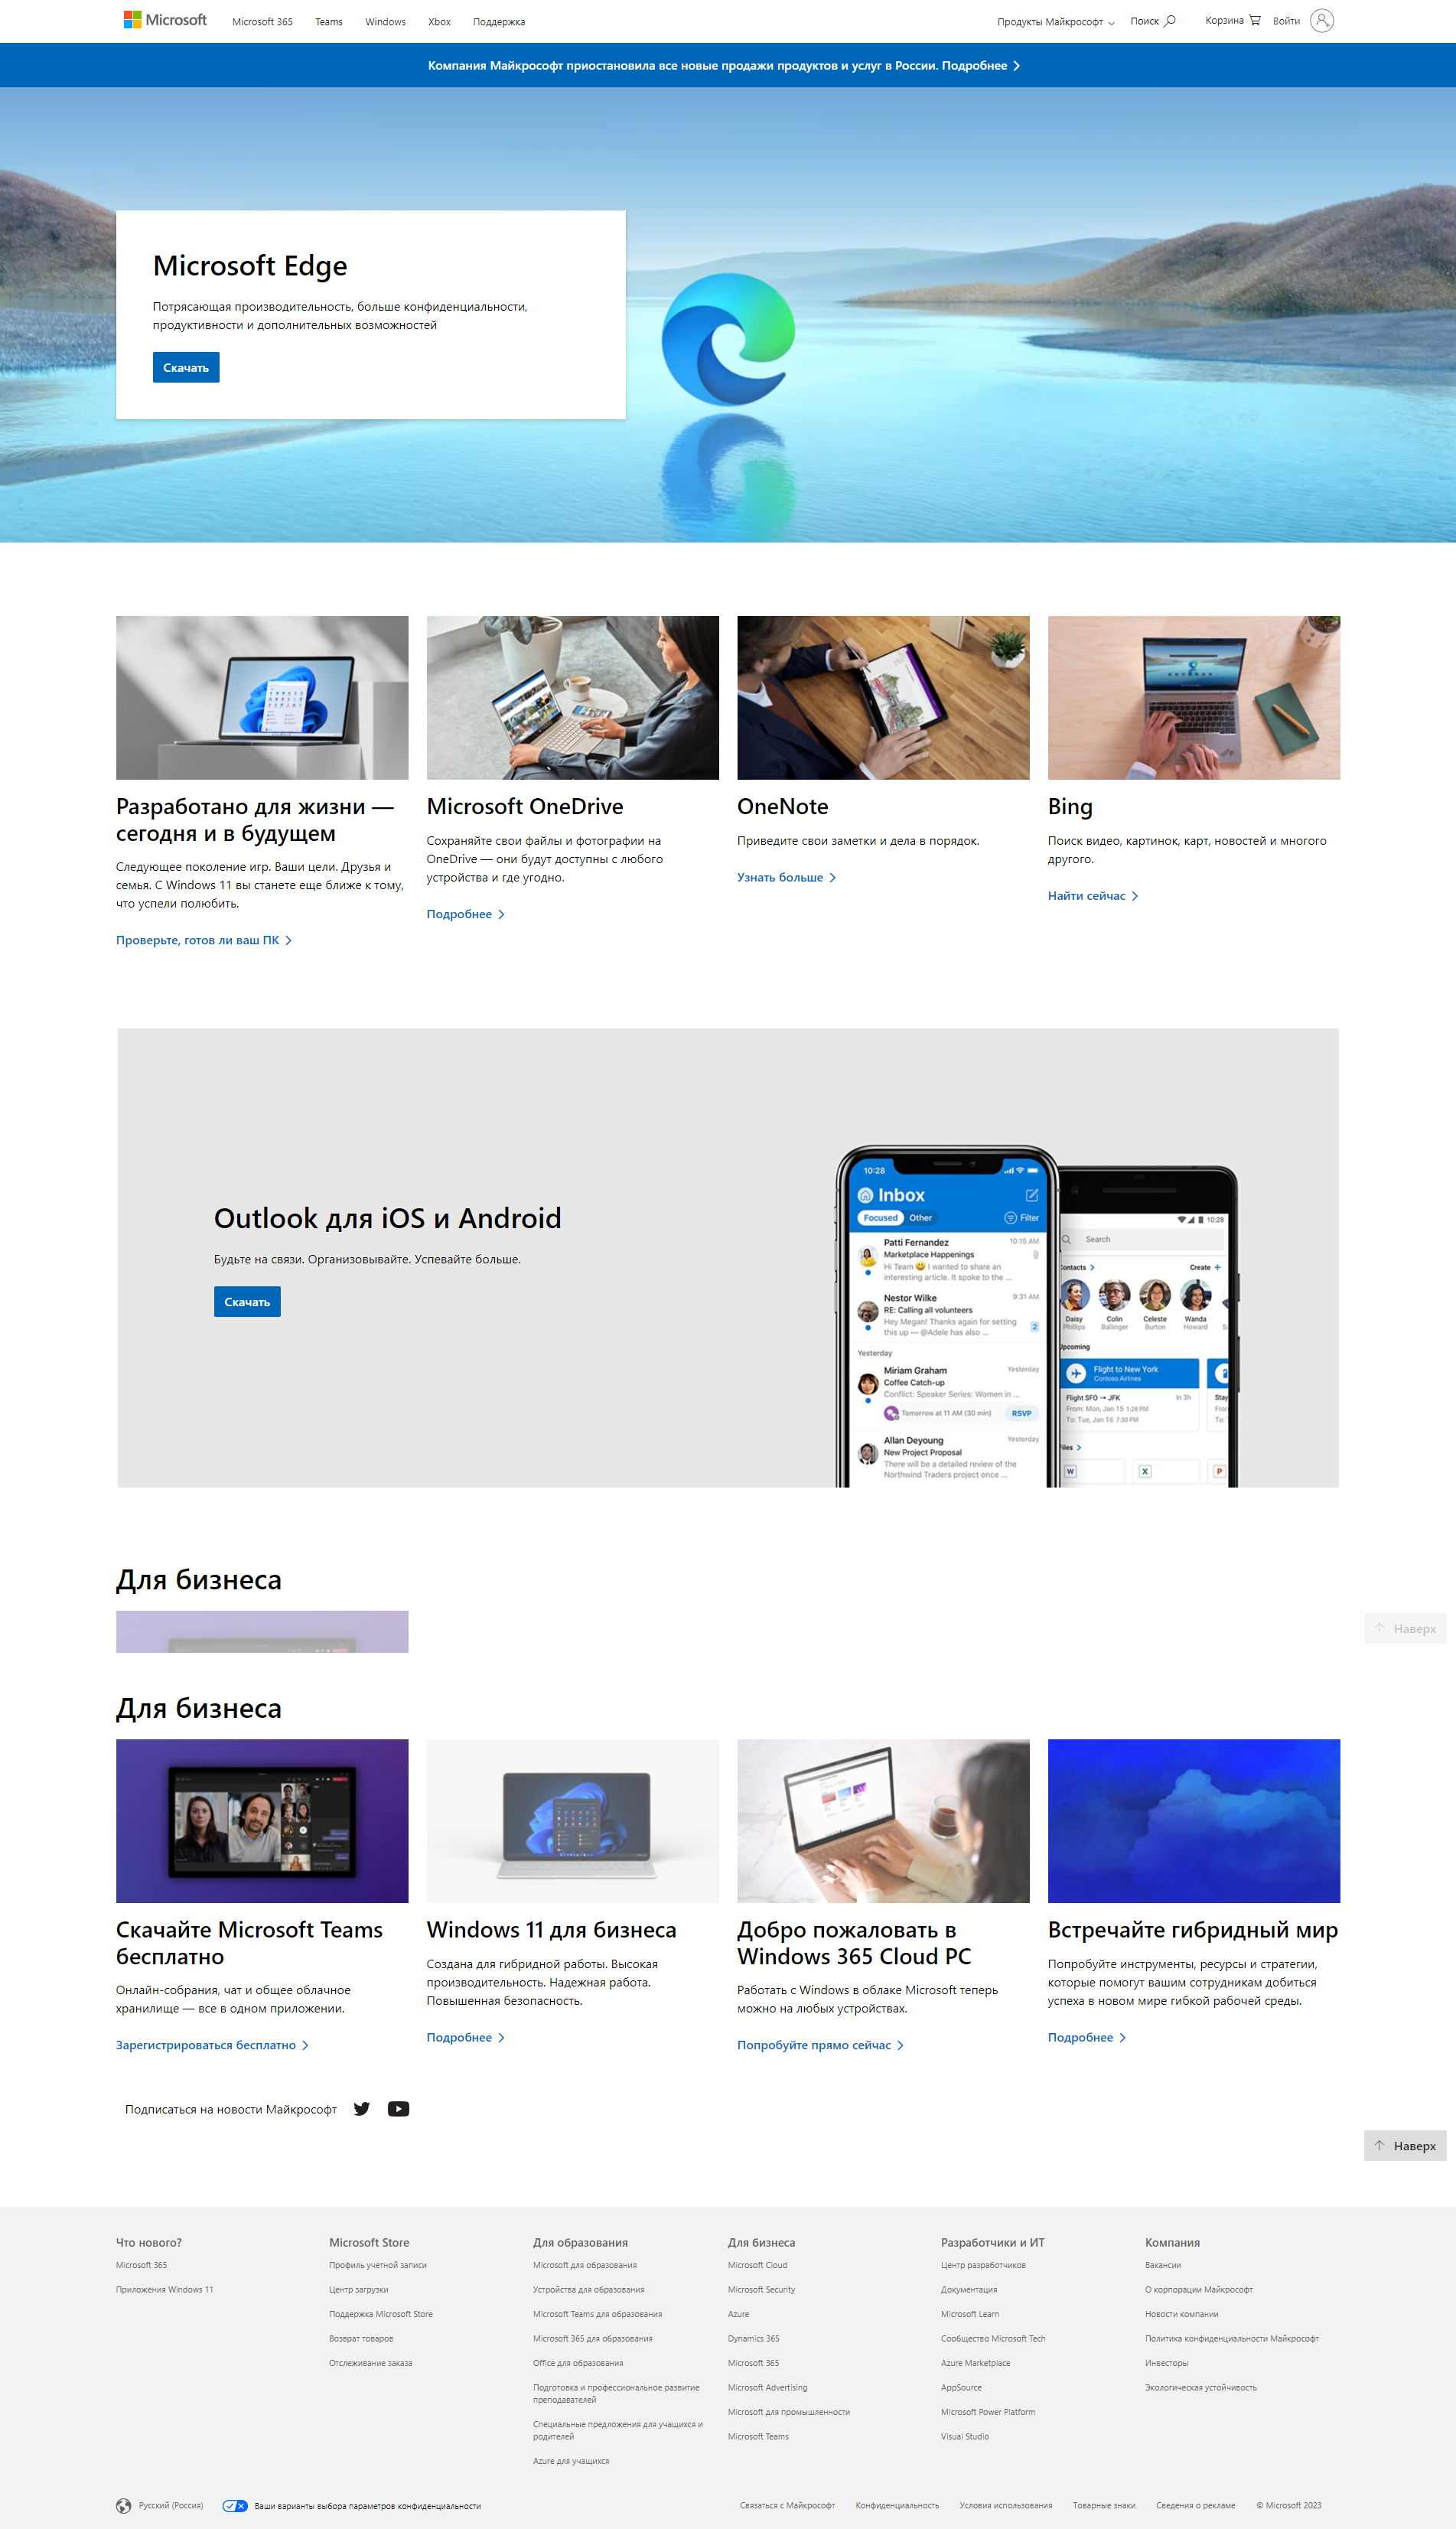 Microsoft
Microsoft 365
Teams
Windows
Xbox
Поддержка
Продукты Майкрософт
Поиск
Корзина
Войти
Компания Майкрософт приостановила все новые продажи продуктов и услуг в России. Подробнее
Microsoft Edge
Потрясающая производительность, больше конфиденциальности,
продуктивности и дополнительных возможностей
Скачать
Разработано для жизни —
сегодня и в будущем
Следующее поколение игр. Ваши цели. Друзья и
семья. С Windows 11 вы станете еще ближе к тому,
что успели полюбить.
Проверьте, готов ли ваш ПК
Microsoft OneDrive
Сохраняйте свои файлы и фотографии на
OneDrive — они будут доступны с любого
устройства и где угодно.
Подробнее
OneNote
Приведите свои заметки и дела в порядок.
Узнать больше
Bing
Поиск видео, картинок, карт, новостей и многого
другого.
Найти сейчас
Outlook для iOS и Android
Будьте на связи. Организовывайте. Успевайте больше.
Скачать
10:28
Inbox
Focused
Other
Filter
Patti Fernandez
10:15 AM
Marketplace Happenings
Hi Team I wanted to share an
interesting article. It spoke to the ...
Nestor Wilke
9:31 AM
RE: Calling all volunteers
Hey Megan! Thanks again for setting
this up — @Adele has also ...
2
Yesterday
Miriam Graham
Yesterday
Coffee Catch-up
Conflict: Speaker Series: Women in ...
Tomorrow at 11 AM (30 min)
RSVP
Allan Deyoung
Yesterday
New Project Proposal
There will be a detailed review of the
Northwind Traders project once ...
10:28
Search
Contacts
Create
Daisy
Phillips
Colin
Ballinger
Celeste
Burton
Wanda
Howard
Upcoming
Flight to New York
Contoso Airlines
Flight SFO → JFK
In 3h
From: Mon, Jan 15 1:28 PM
To: Tue, Jan 16 7:30 PM
Stay
From
To:
Files
W
X
P
Для бизнеса
Наверх
Для бизнеса
Скачайте Microsoft Teams
бесплатно
Онлайн-собрания, чат и общее облачное
хранилище — все в одном приложении.
Зарегистрироваться бесплатно
Windows 11 для бизнеса
Создана для гибридной работы. Высокая
производительность. Надежная работа.
Повышенная безопасность.
Подробнее
Добро пожаловать в
Windows 365 Cloud PC
Работать с Windows в облаке Microsoft теперь
можно на любых устройствах.
Попробуйте прямо сейчас
Встречайте гибридный мир
Попробуйте инструменты, ресурсы и стратегии,
которые помогут вашим сотрудникам добиться
успеха в новом мире гибкой рабочей среды.
Подробнее
Подписаться на новости Майкрософт
Наверх
Что нового?
Microsoft 365
Приложения Windows 11
Microsoft Store
Профиль учетной записи
Центр загрузки
Поддержка Microsoft Store
Возврат товаров
Отслеживание заказа
Для образования
Microsoft для образования
Устройства для образования
Microsoft Teams для образования
Microsoft 365 для образования
Office для образования
Подготовка и профессиональное развитие
преподавателей
Специальные предложения для учащихся и
родителей
Azure для учащихся
Для бизнеса
Microsoft Cloud
Microsoft Security
Azure
Dynamics 365
Microsoft 365
Microsoft Advertising
Microsoft для промышленности
Microsoft Teams
Разработчики и ИТ
Центр разработчиков
Документация
Microsoft Learn
Сообщество Microsoft Tech
Azure Marketplace
AppSource
Microsoft Power Platform
Visual Studio
Компания
Вакансии
О корпорации Майкрософт
Новости компании
Политика конфиденциальности Майкрософт
Инвесторы
Экологическая устойчивость
Русский (Россия)
Ваши варианты выбора параметров конфиденциальности
Связаться с Майкрософт
Конфиденциальность
Условия использования
Товарные знаки
Сведения о рекламе
© Microsoft 2023